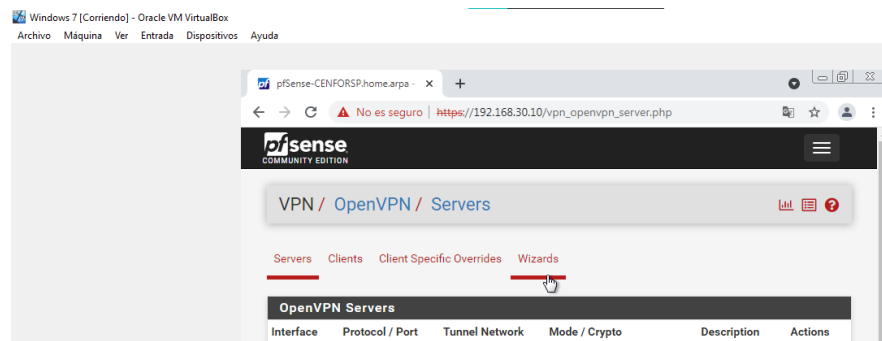 Windows 7 [Corriendo] - Oracle VM VirtualBox
Archivo Máquina Ver Entrada Dispositivos Ayuda
pf pfSense-CENFORSP.home.arpa -
No es seguro | https://192.168.30.10/vpn_openvpn_server.php
pfsense
COMMUNITY EDITION
VPN / OpenVPN / Servers
Servers Clients Client Specific Overrides Wizards
OpenVPN Servers
Interface Protocol / Port Tunnel Network Mode / Crypto Description Actions